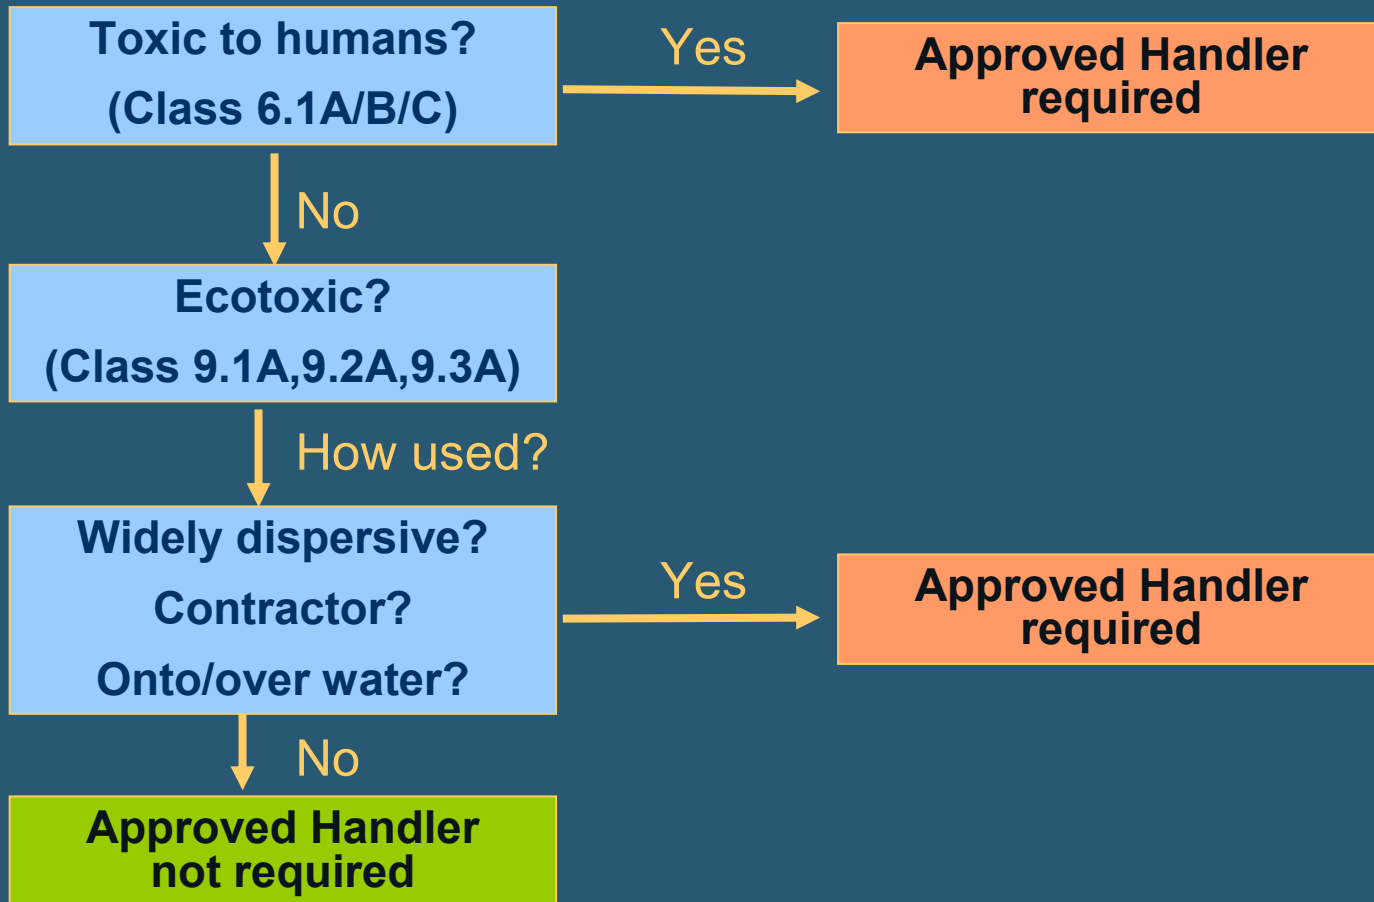 Toxic to humans?
(Class 6.1A/B/C)
Yes
Approved Handler
required
No
Ecotoxic?
(Class 9.1A,9.2A,9.3A)
How used?
Widely dispersive?
Contractor?
Onto/over water?
Yes
Approved Handler
required
No
Approved Handler
not required